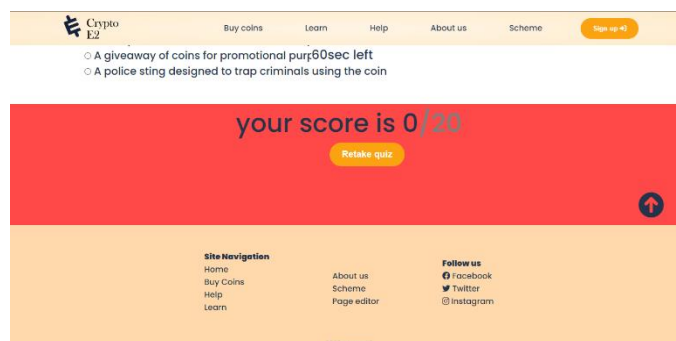 Crypto
E2
Buy coins Learn Help About us Scheme Sign up
A giveaway of coins for promotional purp60sec left
A police sting designed to trap criminals using the coin
your score is 0/20
Retake quiz
Site Navigation
Home
Buy Coins
Help
Learn
About us
Scheme
Page editor
Follow us
Facebook
Twitter
Instagram